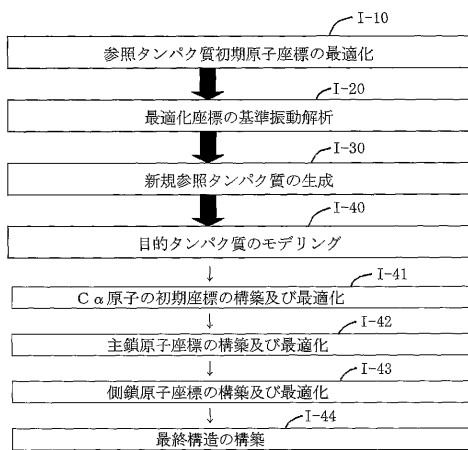 I-10
参照タンパク質初期原子座標の最適化
I-20
最適化座標の基準振動解析
I-30
新規参照タンパク質の生成
I-40
目的タンパク質のモデリング
I-41
Cα原子の初期座標の構築及び最適化
I-42
主鎖原子座標の構築及び最適化
I-43
側鎖原子座標の構築及び最適化
I-44
最終構造の構築